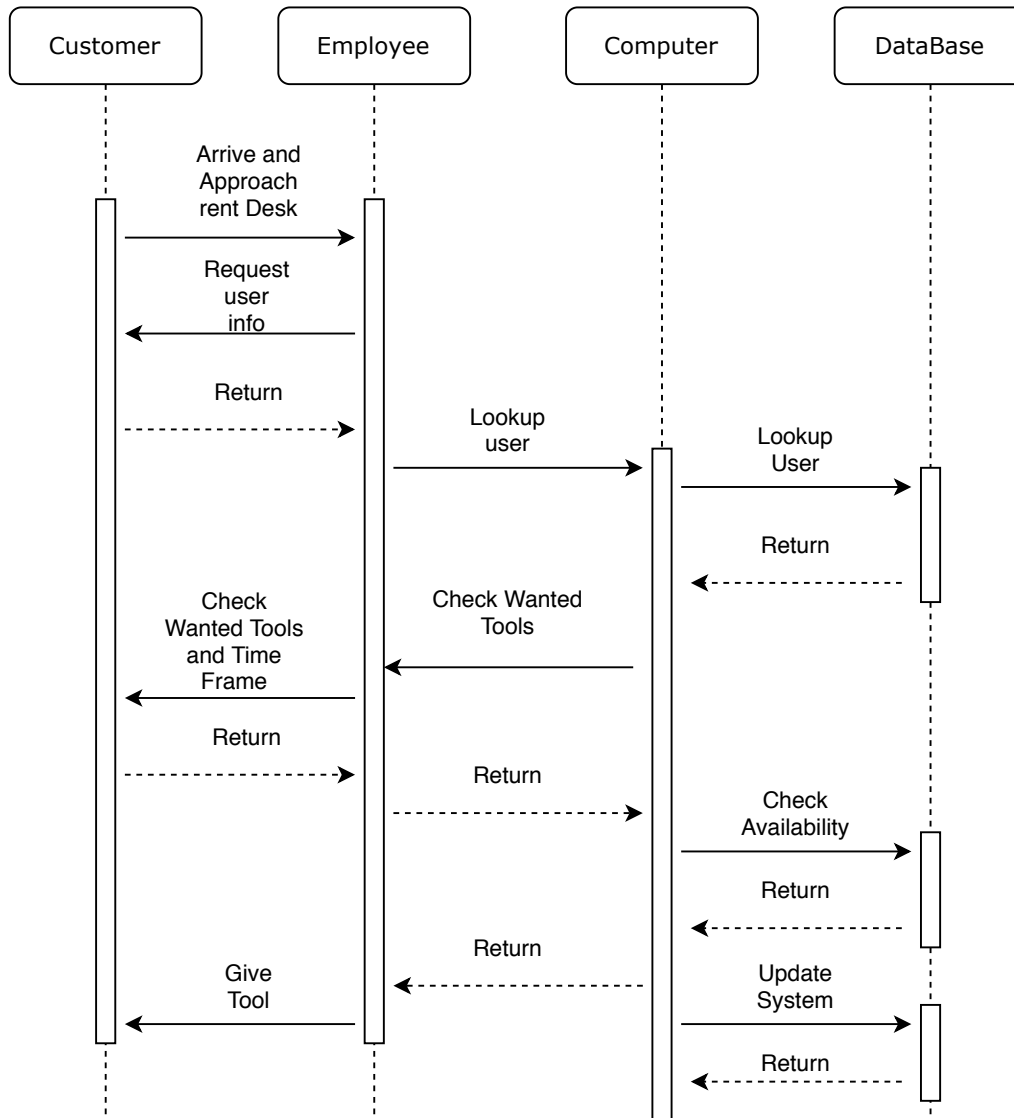 Customer
Employee
Computer
DataBase
Arrive and
Approach
rent Desk
Request
user
info
Return
Lookup
user
Lookup
User
Return
Check Wanted
Tools
Check
Wanted Tools
and Time
Frame
Return
Return
Check
Availability
Return
Return
Give
Tool
Update
System
Return